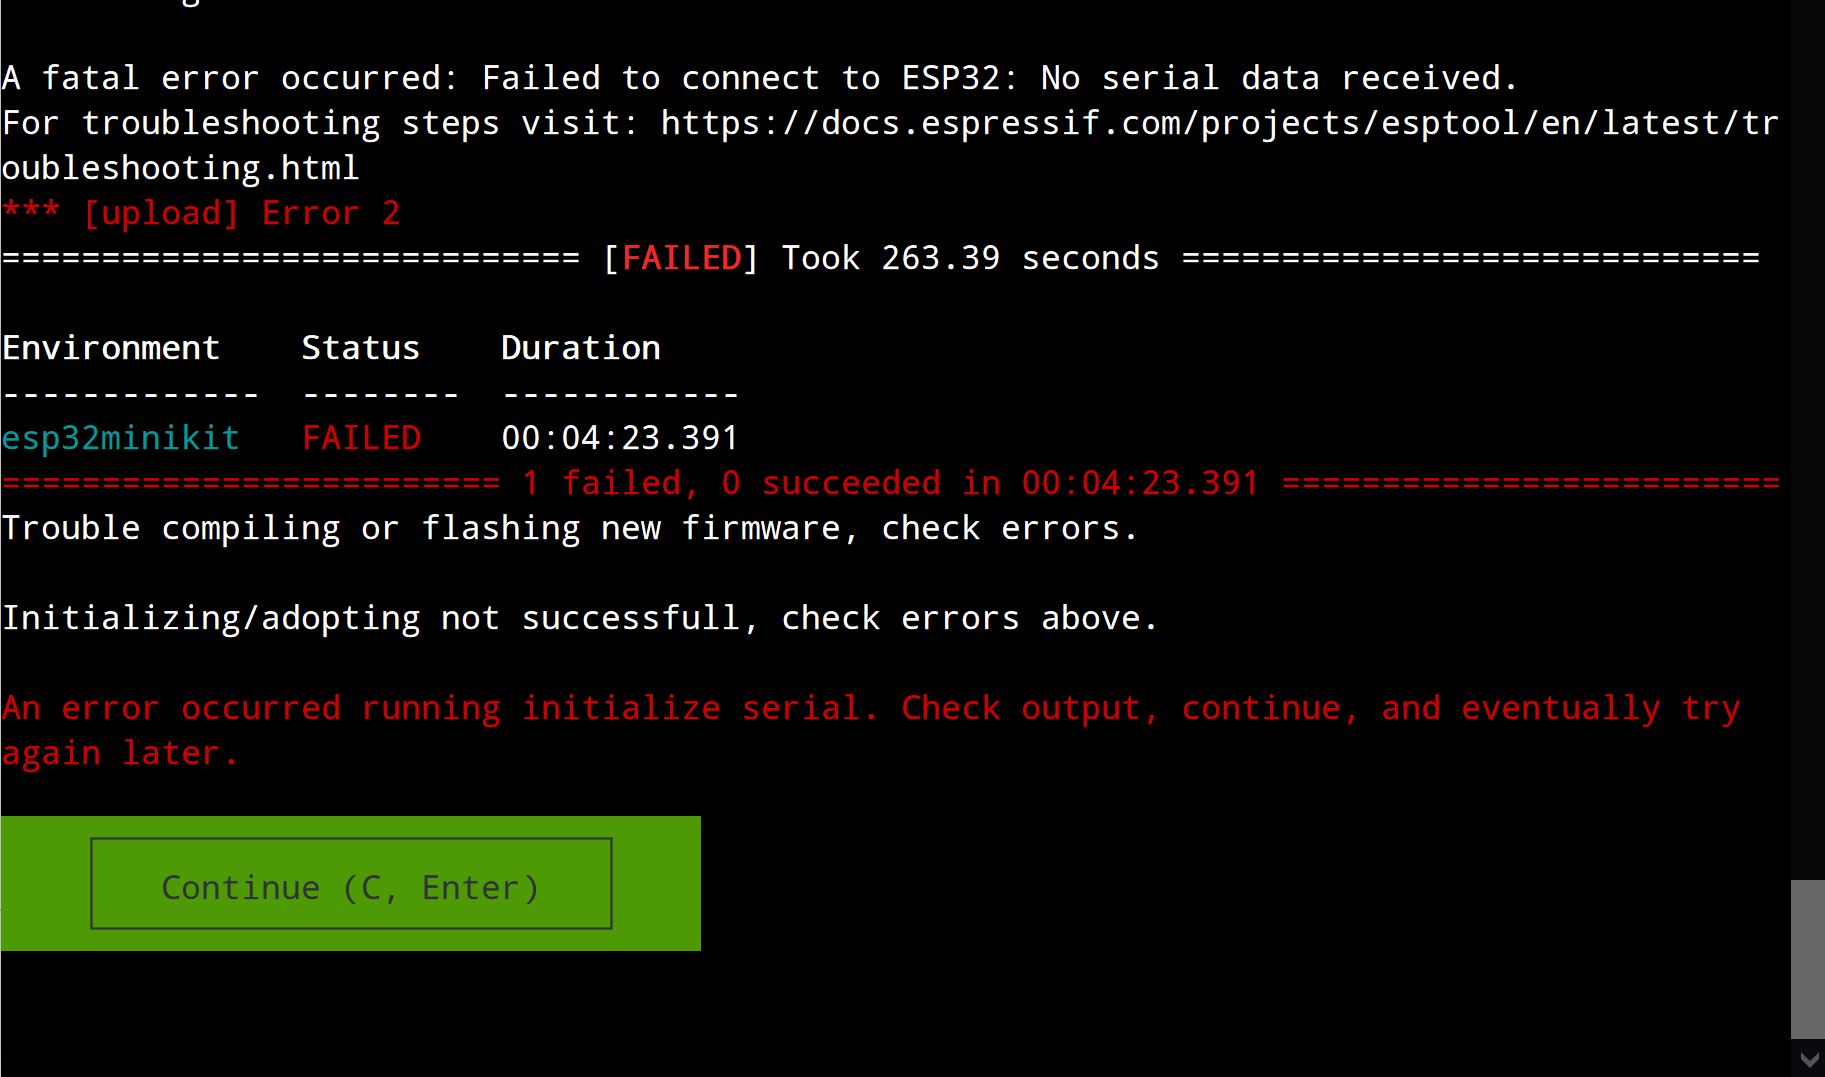 A fatal error occurred: Failed to connect to ESP32: No serial data received.
For troubleshooting steps visit: https://docs.espressif.com/projects/esptool/en/latest/tr
oubleshooting.html
*** [upload] Error 2
============================= [FAILED] Took 263.39 seconds =============================
Environment    Status    Duration
-------------  --------  ------------
esp32minikit   FAILED    00:04:23.391
========================= 1 failed, 0 succeeded in 00:04:23.391 =========================
Trouble compiling or flashing new firmware, check errors.
Initializing/adopting not successfull, check errors above.
An error occurred running initialize serial. Check output, continue, and eventually try
again later.
Continue (C, Enter)